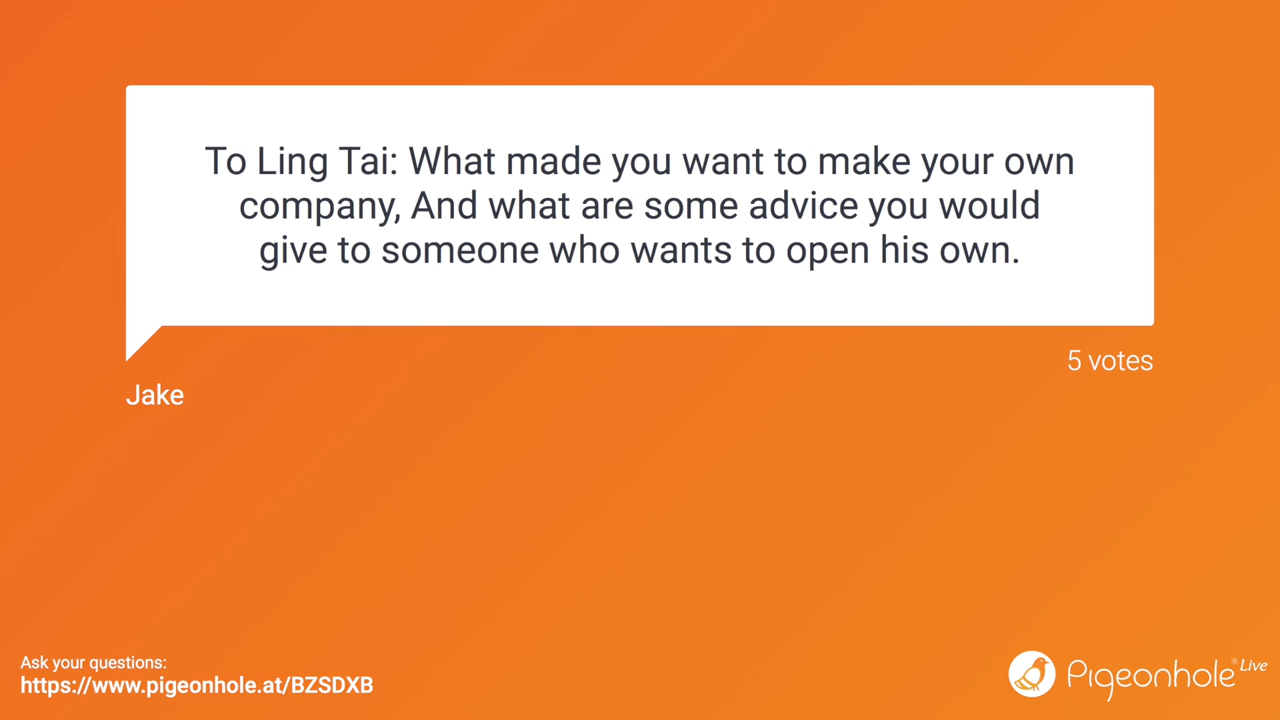 To Ling Tai: What made you want to make your own
company, And what are some advice you would
give to someone who wants to open his own.
5 votes
Jake
Ask your questions:
https://www.pigeonhole.at/BZSDXB
Pigeonhole® Live